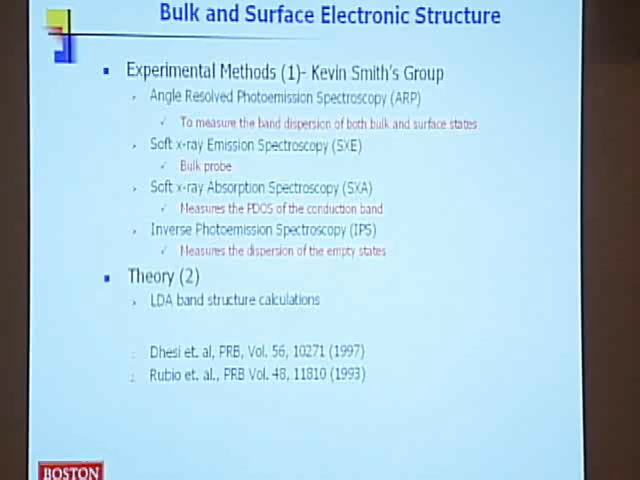 Bulk and Surface Electronic Structure
Experimental Methods (1)- Kevin Smith's Group
Angle Resolved Photoemission Spectroscopy (ARP)
To measure the band dispersion of both bulk and surface states
Soft x-ray Emission Spectroscopy (SXE)
Bulk probe
Soft x-ray Absorption Spectroscopy (SXA)
Measures the PDOS of the conduction band
Inverse Photoemission Spectroscopy (IPS)
Measures the dispersion of the empty states
Theory (2)
LDA band structure calculations
Dhesi et. al, PRB, Vol. 56, 10271 (1997)
Rubio et. al., PRB Vol. 48, 11810 (1993)
BOSTON